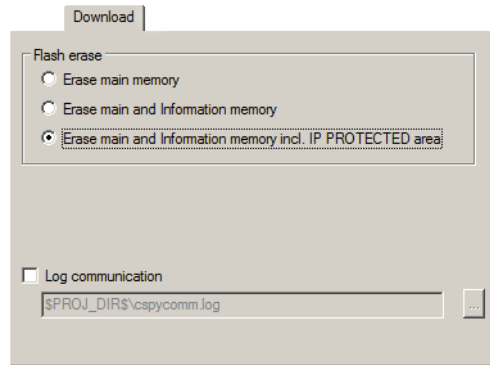 Download
Flash erase
Erase main memory
Erase main and Information memory
Erase main and Information memory incl. IP PROTECTED area
Log communication
$PROJ_DIR$\cspycomm.log
...